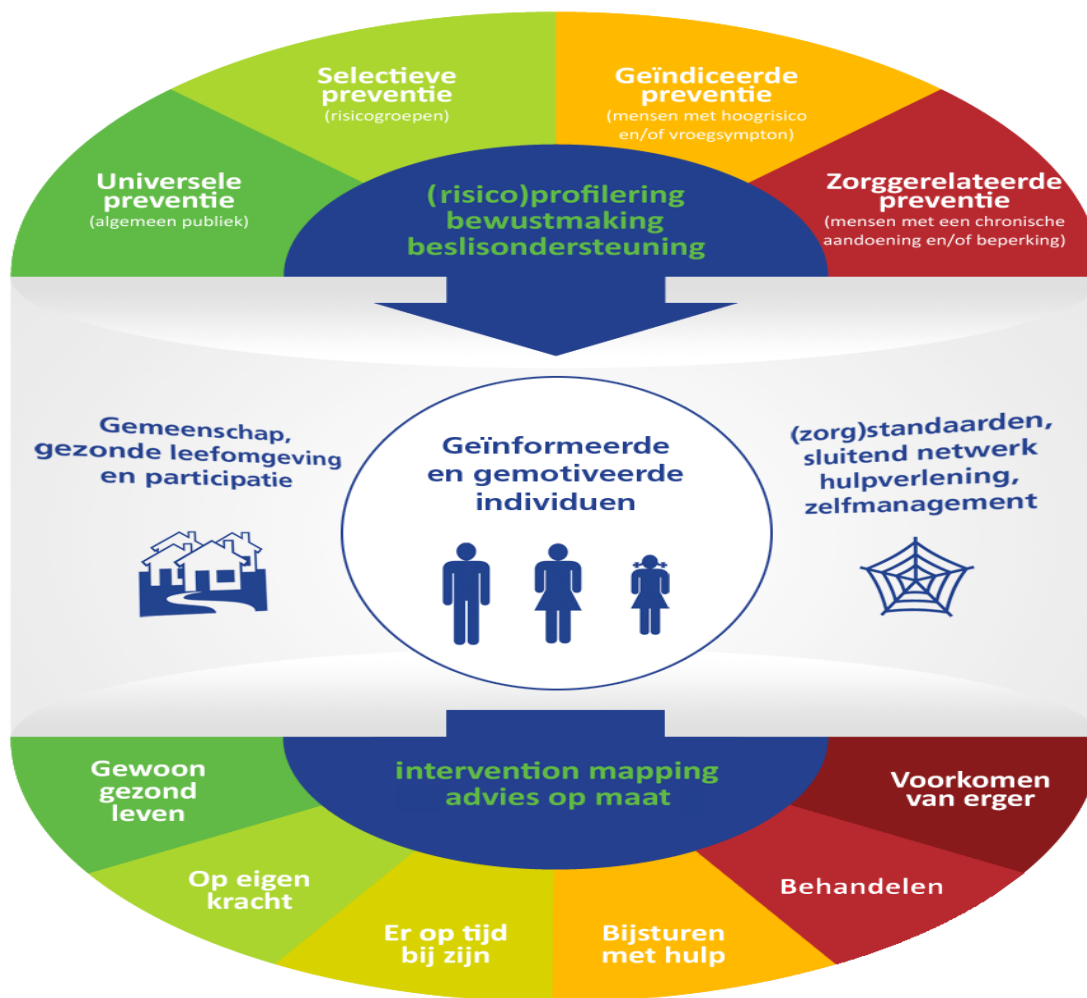 Universele
preventie
(algemeen publiek)
Selectieve
preventie
(risicogroepen)
Geïndiceerde
preventie
(mensen met hoogrisico
en/of vroegsympton)
Zorggerelateerde
preventie
(mensen met een chronische
aandoening en/of beperking)
(risico)profilering
bewustmaking
beslisondersteuning
Gemeenschap,
gezonde leefomgeving
en participatie
Geïnformeerde
en gemotiveerde
individuen
(zorg)standaarden,
sluitend netwerk
hulpverlening,
zelfmanagement
intervention mapping
advies op maat
Gewoon
gezond
leven
Op eigen
kracht
Er op tijd
bij zijn
Bijsturen
met hulp
Behandelen
Voorkomen
van erger